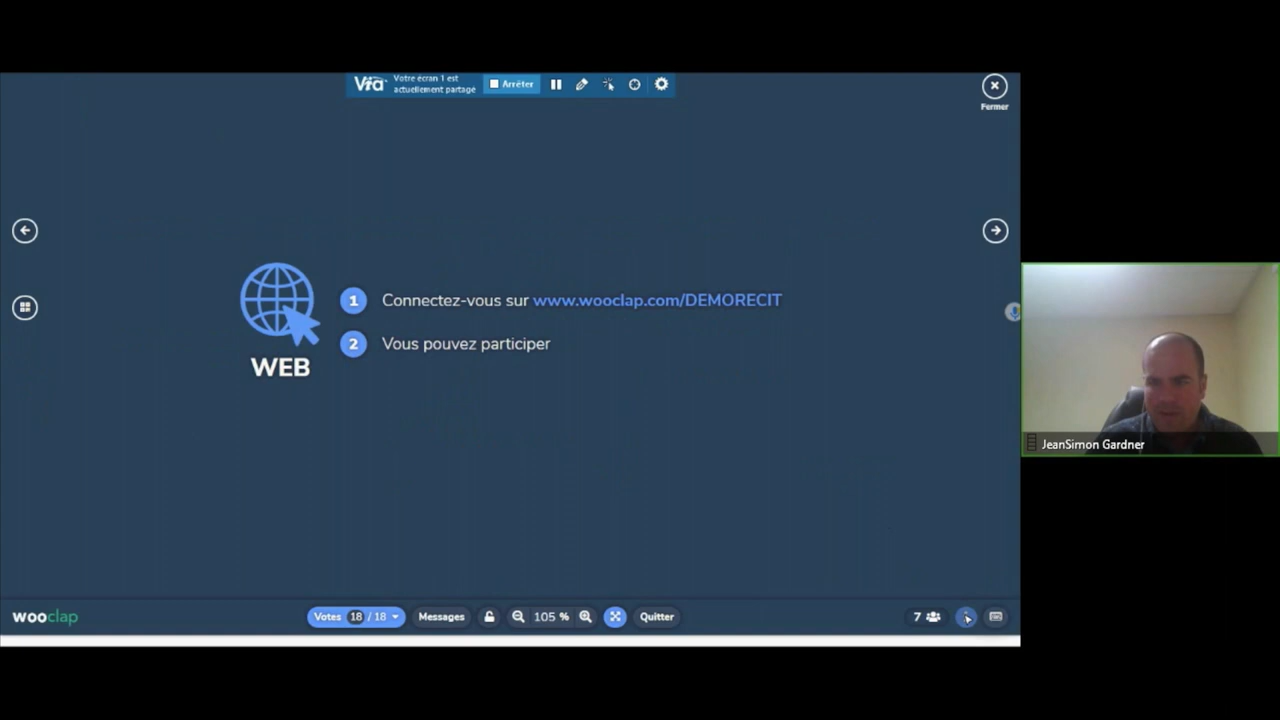 Via
Votre écran 1 est
actuellement partagé
Arrêter
Fermer
1 Connectez-vous sur www.wooclap.com/DEMORECIT
2 Vous pouvez participer
WEB
JeanSimon Gardner
wooclap
Votes 18 / 18
Messages
105 %
Quitter
7